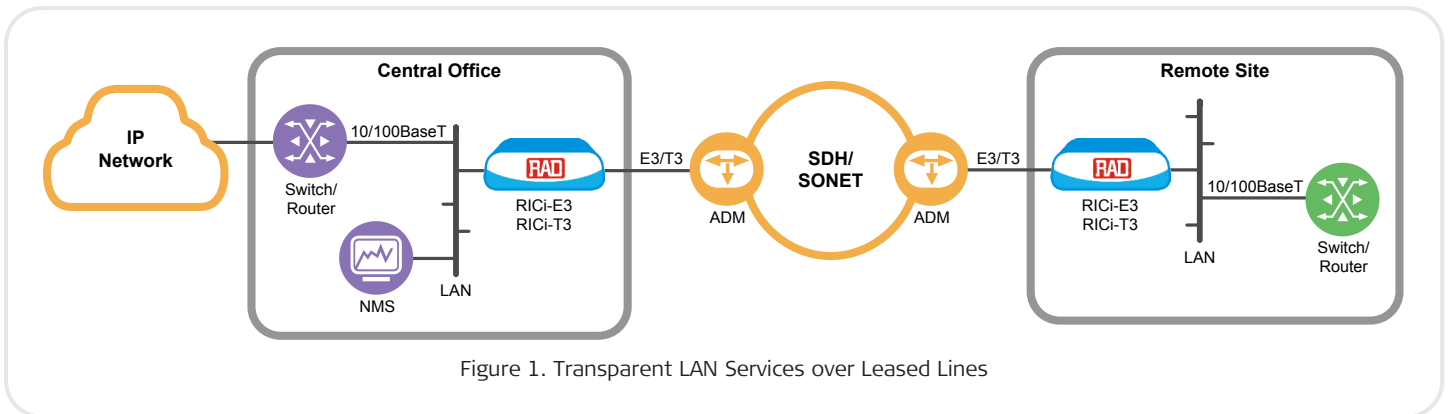 Central Office
Remote Site
IP
Network
10/100BaseT
Switch/
Router
NMS
LAN
RAD
RICi-E3
RICi-T3
E3/T3
ADM
SDH/
SONET
ADM
E3/T3
RAD
RICi-E3
RICi-T3
LAN
10/100BaseT
Switch/
Router
Figure 1. Transparent LAN Services over Leased Lines